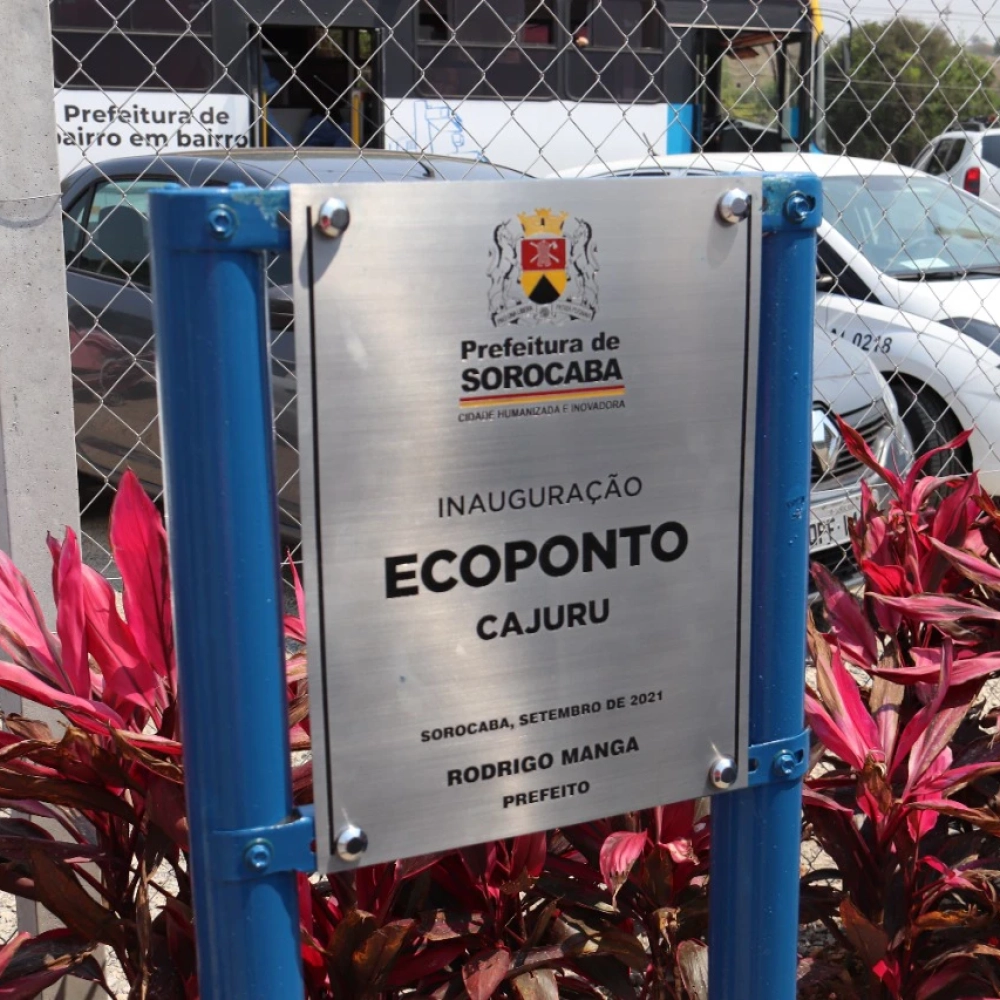 Prefeitura de
bairro em bairro
Prefeitura de
SOROCABA
CIDADE HUMANIZADA E INOVADORA
INAUGURAÇÃO
ECOPONTO
CAJURU
SOROCABA, SETEMBRO DE 2021
RODRIGO MANGA
PREFEITO
0218